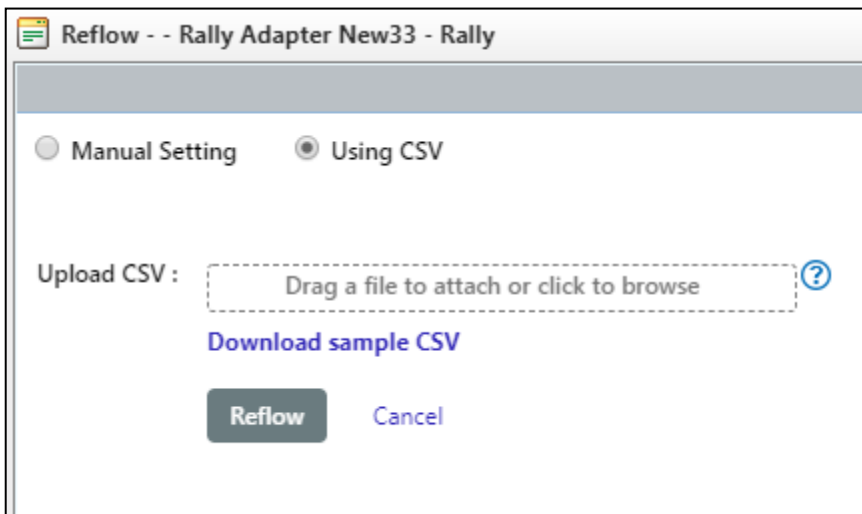 Reflow - - Rally Adapter New33 - Rally
Manual Setting Using CSV
Upload CSV : Drag a file to attach or click to browse ?
Download sample CSV
Reflow Cancel